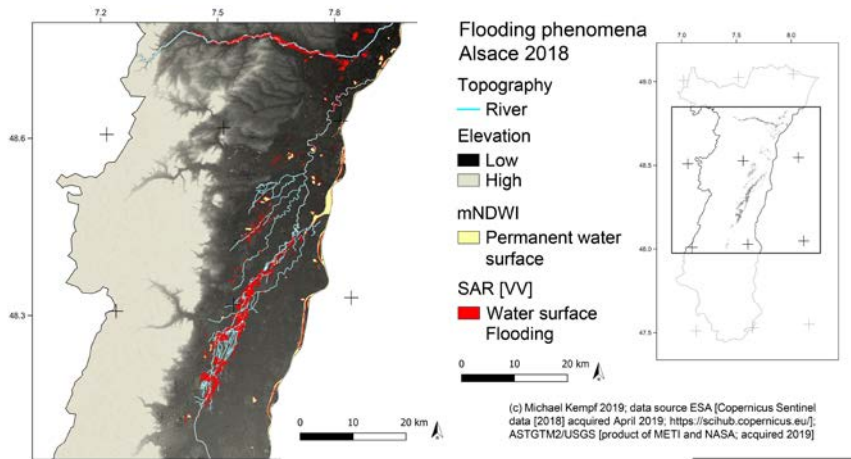 7.2
7.5
7.8
48.6
48.3
20 km
Flooding phenomena
Alsace 2018
Topography
River
Elevation
Low
High
mNDWI
Permanent water
surface
SAR [VV]
Water surface
Flooding
0
10
20 km
7.0
7.5
8.0
49.0
48.5
48.0
47.5
(c) Michael Kempf 2019; data source ESA [Copernicus Sentinel
data [2018] acquired April 2019; https://scihub.copernicus.eu/];
ASTGTM2/USGS [product of METI and NASA; acquired 2019]